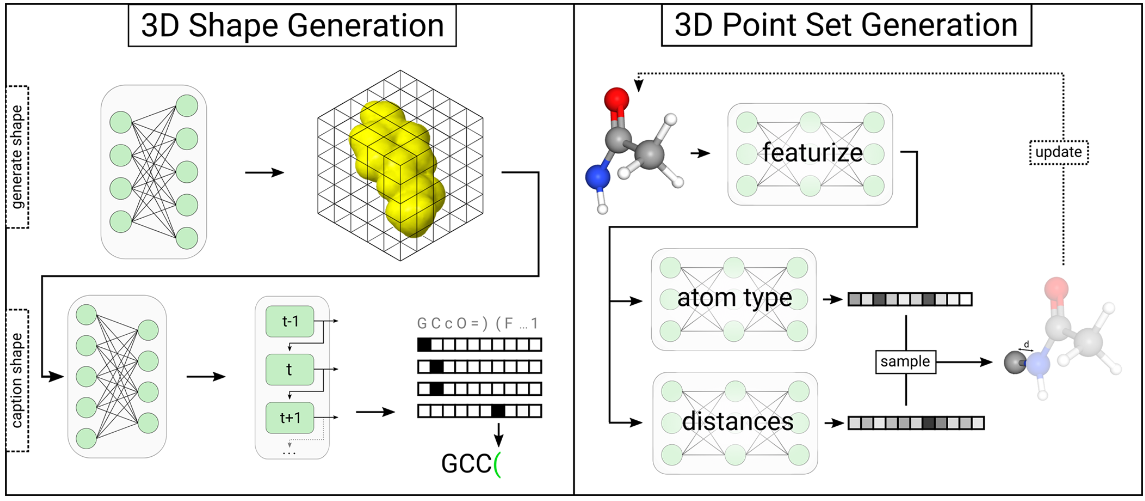 3D Shape Generation
generate shape
caption shape
t-1
t
t+1
...
G C c O = ) ( F ... 1
GCC(
3D Point Set Generation
featurize
update
atom type
sample
d
distances